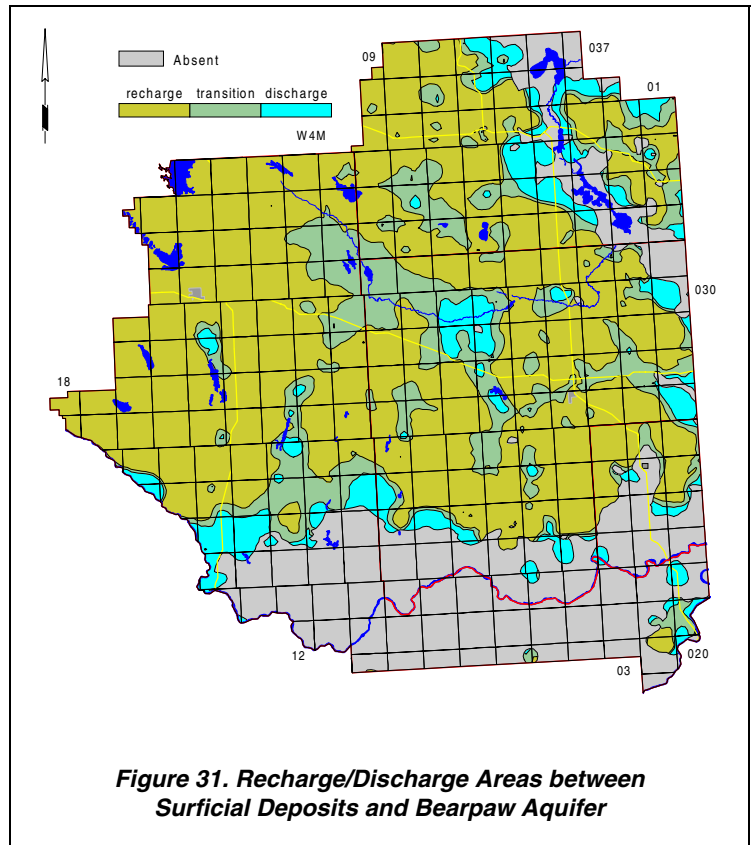 09
037
Absent
01
recharge transition discharge
W4M
030
18
12
03
020
Figure 31. Recharge/Discharge Areas between
Surficial Deposits and Bearpaw Aquifer